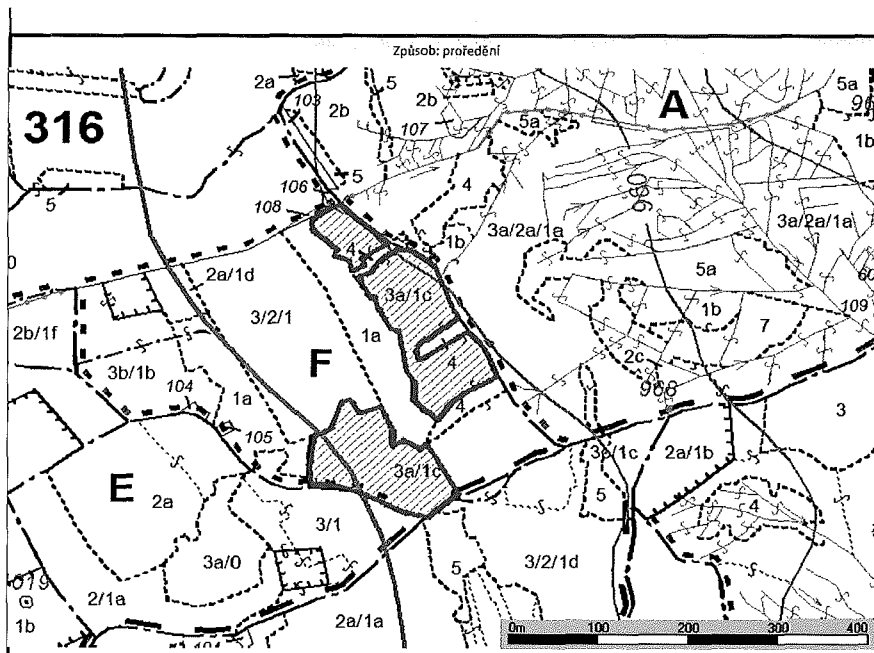 Způsob: proředění
2a
5
5a
96
103
2b
2b
A
316
107
5a
1b
4
5
106
960
5
108
1b
3a/2a/1a
3a/2a/1a
4
2a/1d
3a/1c
5a
60
1b
109
2b/1f
3/2/1
1a
7
F
4
2c
3b/1b
968
104
1a
4
3
105
3a/1c
3a/1c
2a/1b
E
2a
5
4
3/1
3a/0
5
3/2/1d
619
2/1a
1b
2a/1a
0m 100 200 300 400